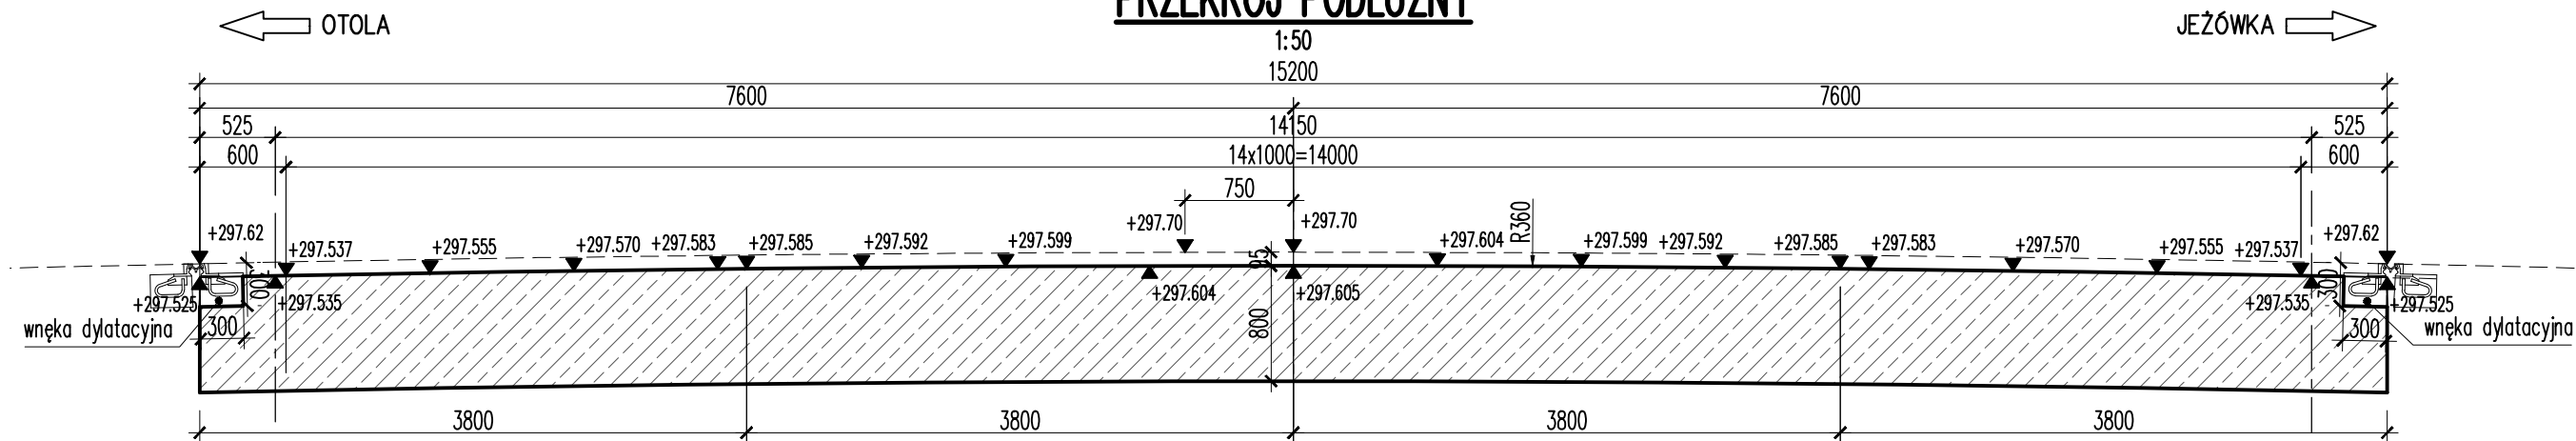 PRZEKRÓJ PODŁUŻNY
OTOLA
JEŻÓWKA
1:50
15200
7600 7600
525 14150 525
600 14x1000=14000 600
750
R360
+297.62 +297.70 +297.70 +297.62
+297.537 +297.555 +297.570 +297.583 +297.585 +297.592 +297.599 +297.604 +297.599 +297.592 +297.585 +297.583 +297.570 +297.555 +297.537
95
300 300
+297.525 +297.535 +297.604 +297.605 +297.535 +297.525
wnęka dylatacyjna 300 800 300 wnęka dylatacyjna
3800 3800 3800 3800